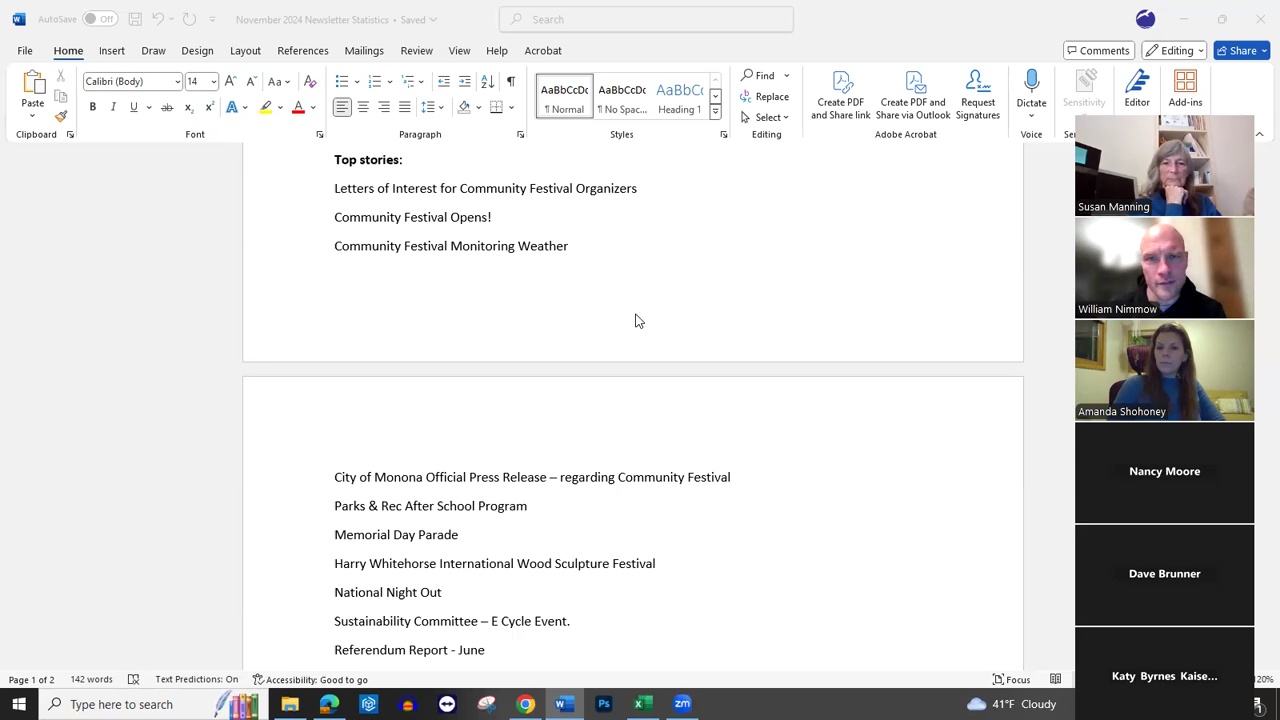 AutoSave Off November 2024 Newsletter Statistics • Saved Search
File Home Insert Draw Design Layout References Mailings Review View Help Acrobat Comments Editing Share
Paste
Clipboard
Calibri (Body) 14
Font
Paragraph
AaBbCcDc AaBbCcDc AaBbCc
¶ Normal ¶ No Spac... Heading 1
Styles
Find
Replace
Select
Editing
Create PDF and Share link
Create PDF and Share via Outlook
Request Signatures
Adobe Acrobat
Dictate
Voice
Sensitivity
Editor
Add-ins
Top stories:
Letters of Interest for Community Festival Organizers
Community Festival Opens!
Community Festival Monitoring Weather
City of Monona Official Press Release – regarding Community Festival
Parks & Rec After School Program
Memorial Day Parade
Harry Whitehorse International Wood Sculpture Festival
National Night Out
Sustainability Committee – E Cycle Event.
Referendum Report - June
Susan Manning
William Nimmow
Amanda Shohoney
Nancy Moore
Dave Brunner
Katy Byrnes Kaise...
Page 1 of 2 142 words Text Predictions: On Accessibility: Good to go Focus 120%
Type here to search 41°F Cloudy